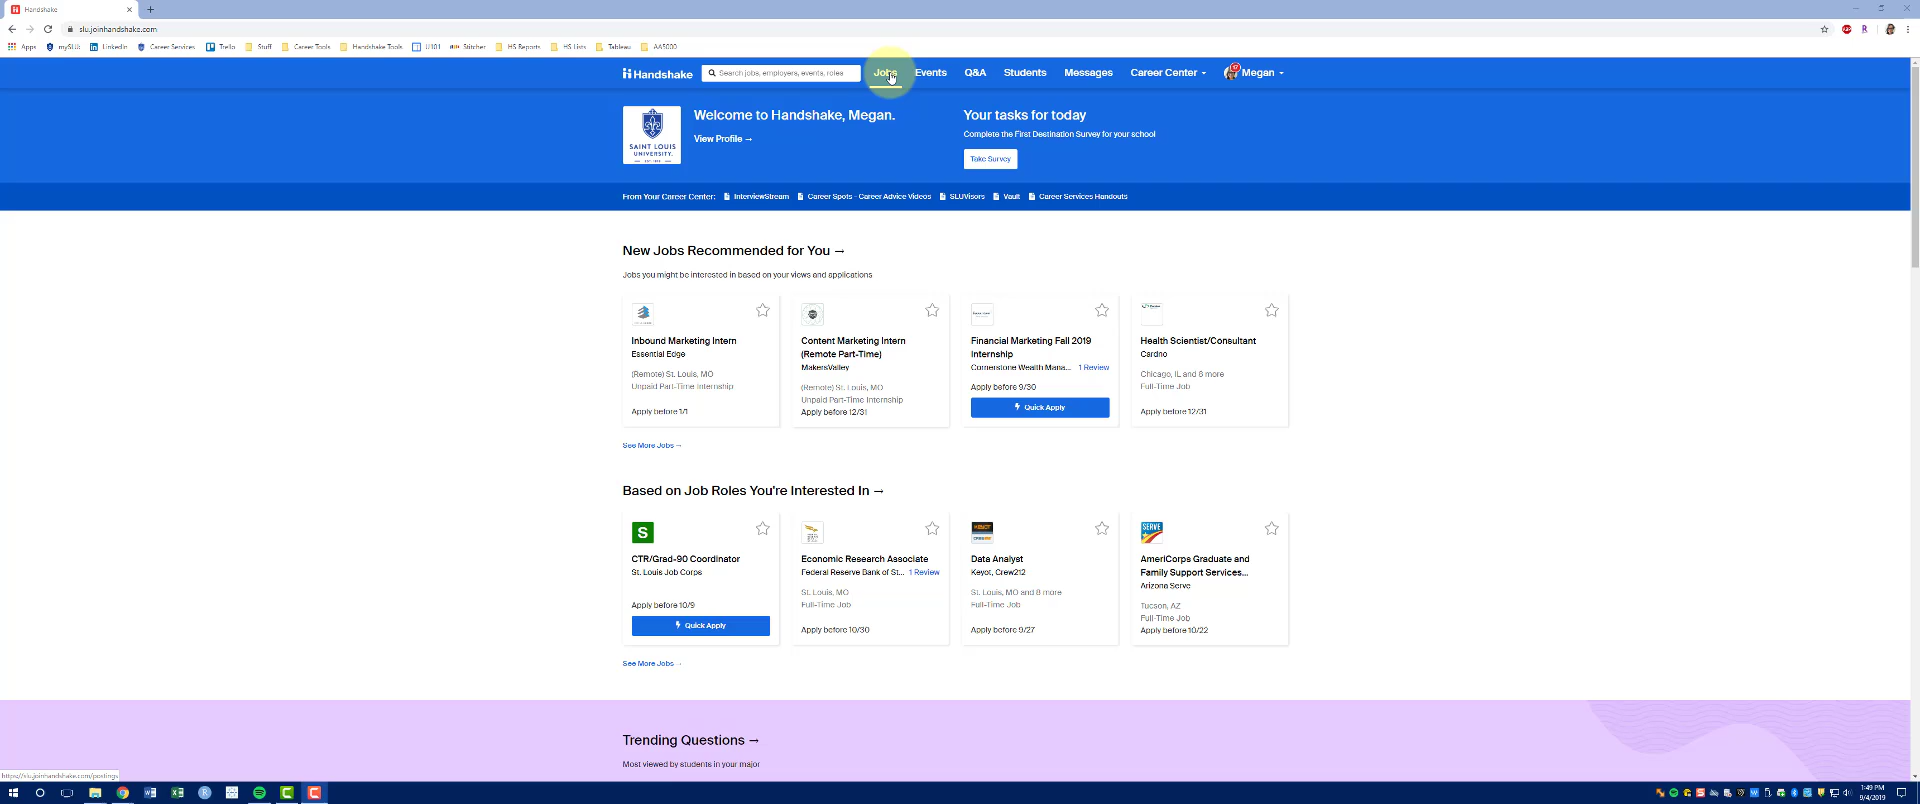 Handshake
slu.joinhandshake.com
Apps mySLU LinkedIn Career Services Trello Staff Career Tools Handshake Tools U101 Stitcher HS Reports HS Lists Tableau AA5000
Handshake Search jobs, employers, events, roles Jobs Events Q&A Students Messages Career Center 17 Megan
SAINT LOUIS
UNIVERSITY.
Welcome to Handshake, Megan.
View Profile →
Your tasks for today
Complete the First Destination Survey for your school
Take Survey
From Your Career Center: InterviewStream Career Spots - Career Advice Videos SLUVisors Vault Career Services Handouts
New Jobs Recommended for You →
Jobs you might be interested in based on your views and applications
Inbound Marketing Intern
Essential Edge
(Remote) St. Louis, MO
Unpaid Part-Time Internship
Apply before 1/1
Content Marketing Intern
(Remote Part-Time)
MakersValley
(Remote) St. Louis, MO
Unpaid Part-Time Internship
Apply before 12/31
Financial Marketing Fall 2019
Internship
Cornerstone Wealth Mana... 1 Review
Apply before 9/30
Quick Apply
Health Scientist/Consultant
Cardno
Chicago, IL and 6 more
Full-Time Job
Apply before 12/31
See More Jobs →
Based on Job Roles You're Interested In →
S
CTR/Grad-90 Coordinator
St. Louis Job Corps
Apply before 10/9
Quick Apply
Economic Research Associate
Federal Reserve Bank of St... 1 Review
St. Louis, MO
Full-Time Job
Apply before 10/30
Data Analyst
Keyot, Crew212
St. Louis, MO and 8 more
Full-Time Job
Apply before 9/27
SERVE
AmeriCorps Graduate and
Family Support Services...
Arizona Serve
Tucson, AZ
Full-Time Job
Apply before 10/22
See More Jobs →
Trending Questions →
Most viewed by students in your major
https://slu.joinhandshake.com/postings
1:49 PM
9/4/2019